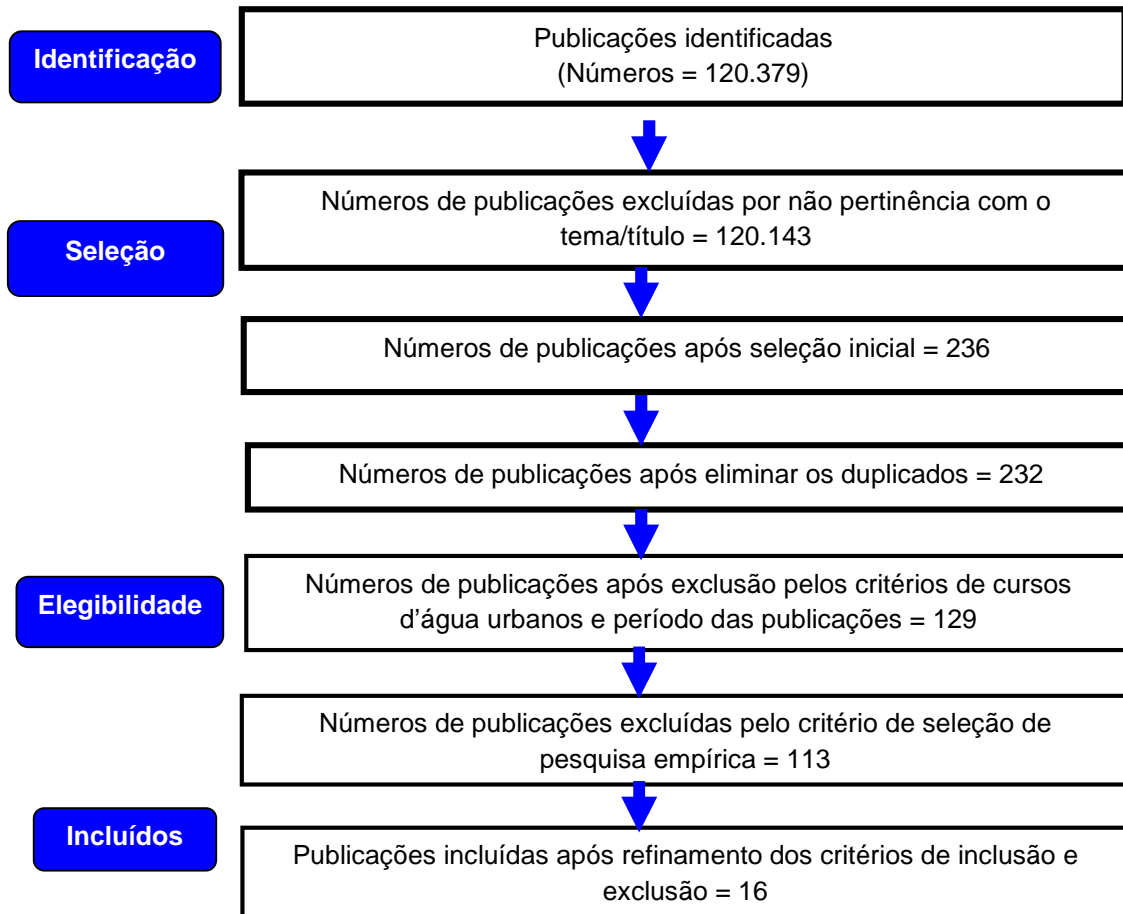 Identificação
Publicações identificadas
(Números = 120.379)
Seleção
Números de publicações excluídas por não pertinência com o
tema/título = 120.143
Números de publicações após seleção inicial = 236
Números de publicações após eliminar os duplicados = 232
Elegibilidade
Números de publicações após exclusão pelos critérios de cursos
d’água urbanos e período das publicações = 129
Números de publicações excluídas pelo critério de seleção de
pesquisa empírica = 113
Incluídos
Publicações incluídas após refinamento dos critérios de inclusão e
exclusão = 16